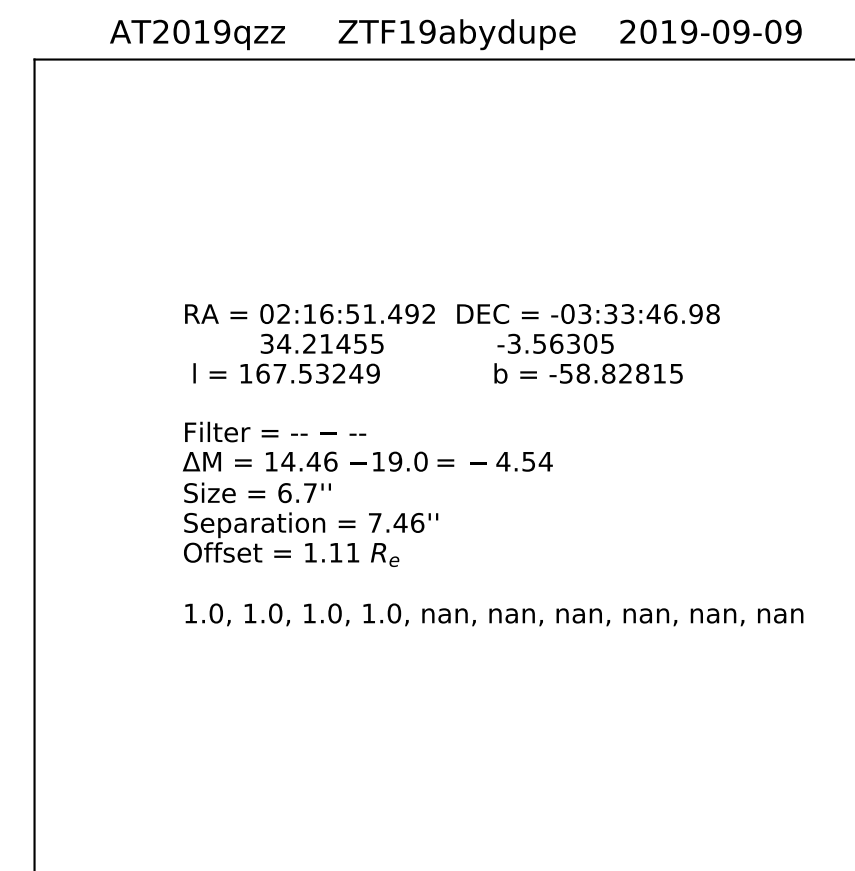 AT2019qzz ZTF19abydupe 2019-09-09
RA = 02:16:51.492 DEC = -03:33:46.98
34.21455 -3.56305
l = 167.53249 b = -58.82815
Filter = -- − --
ΔM = 14.46 −19.0 = − 4.54
Size = 6.7''
Separation = 7.46''
Offset = 1.11 Re
1.0, 1.0, 1.0, 1.0, nan, nan, nan, nan, nan, nan